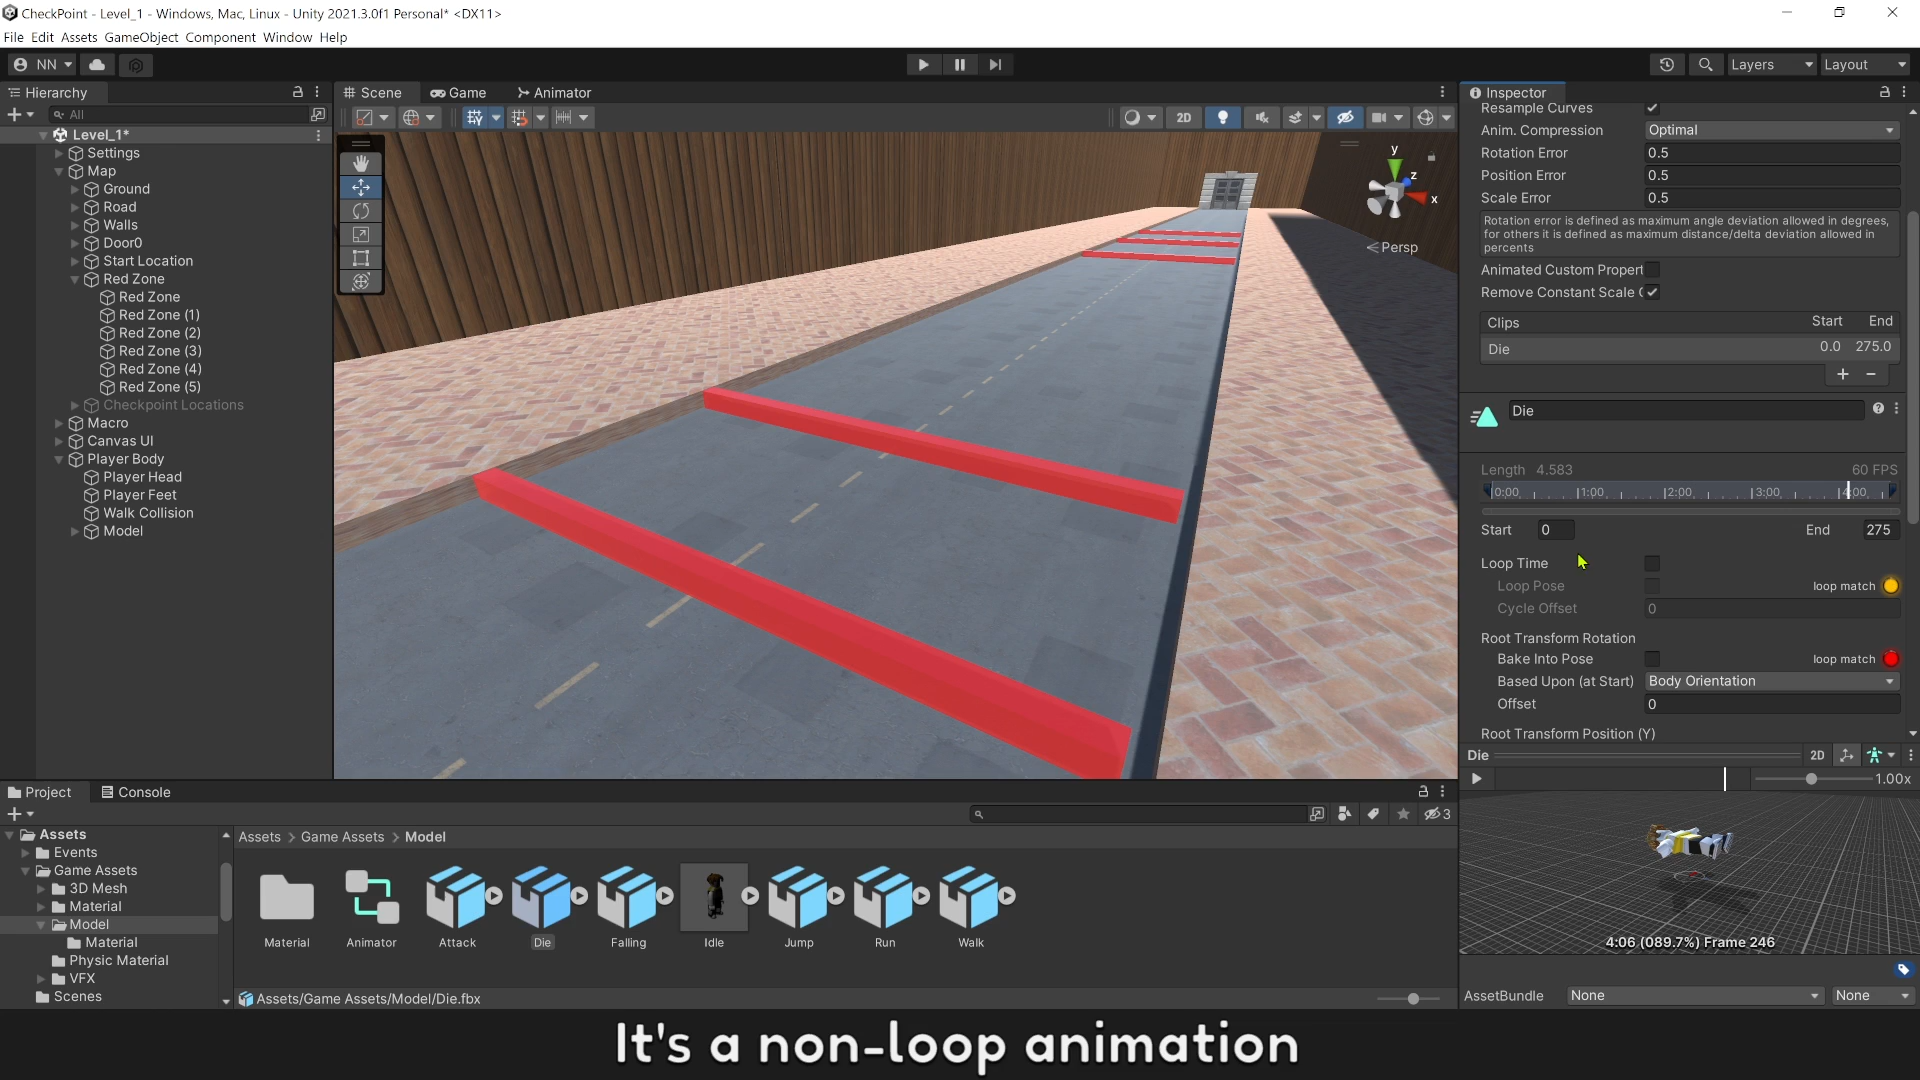 CheckPoint - Level_1 - Windows, Mac, Linux - Unity 2021.3.0f1 Personal* <DX11>
File Edit Assets GameObject Component Window Help
NN
Layers
Layout
Hierarchy
All
Level_1*
Settings
Map
Ground
Road
Walls
Door0
Start Location
Red Zone
Red Zone
Red Zone (1)
Red Zone (2)
Red Zone (3)
Red Zone (4)
Red Zone (5)
Checkpoint Locations
Macro
Canvas UI
Player Body
Player Head
Player Feet
Walk Collision
Model
Scene Game Animator
2D
y
z
x
Persp
Inspector
Resample Curves
Anim. Compression Optimal
Rotation Error 0.5
Position Error 0.5
Scale Error 0.5
Rotation error is defined as maximum angle deviation allowed in degrees,
for others it is defined as maximum distance/delta deviation allowed in
percents
Animated Custom Propert
Remove Constant Scale C
Clips Start End
Die 0.0 275.0
+ -
Die
Length 4.583 60 FPS
0:00 1:00 2:00 3:00 4:00
Start 0 End 275
Loop Time
Loop Pose loop match
Cycle Offset 0
Root Transform Rotation
Bake Into Pose loop match
Based Upon (at Start) Body Orientation
Offset 0
Root Transform Position (Y)
Die 2D
1.00x
4:06 (089.7%) Frame 246
AssetBundle None None
Project Console
3
Assets
Events
Game Assets
3D Mesh
Material
Model
Material
Physic Material
VFX
Scenes
Assets > Game Assets > Model
Material Animator Attack Die Falling Idle Jump Run Walk
Assets/Game Assets/Model/Die.fbx
It's a non-loop animation